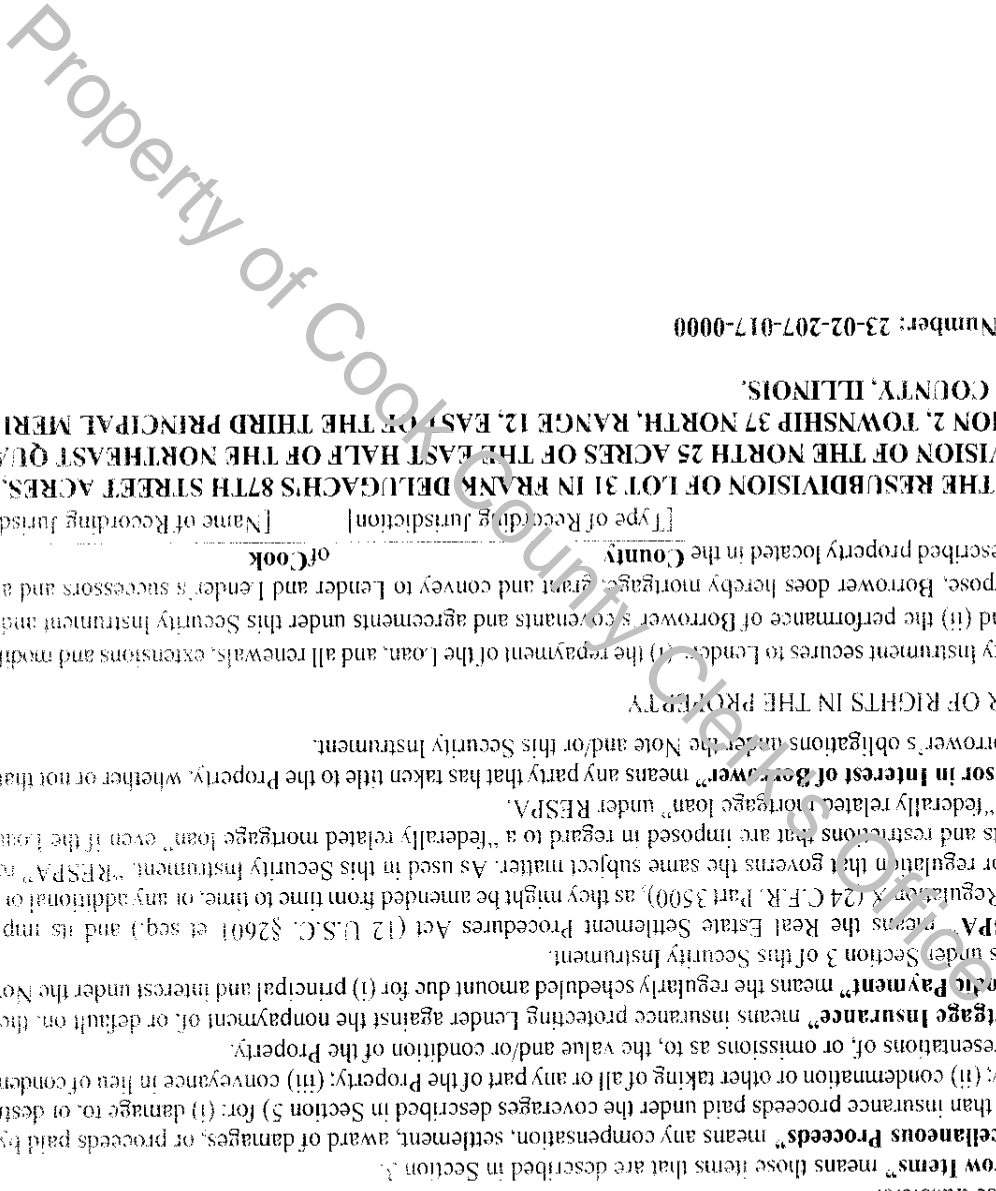 row Items" means those items that are described in Section 3.
cellaneous Proceeds" means any compensation, settlement, award of damages, or proceeds paid by
than insurance proceeds paid under the coverages described in Section 5) for: (i) damage to, or dest
; (ii) condemnation or other taking of all or any part of the Property; (iii) conveyance in lieu of conden
resentations of, or omissions as to, the value and/or condition of the Property.
tgage Insurance" means insurance protecting Lender against the nonpayment of, or default on, the
odic Payment" means the regularly scheduled amount due for (i) principal and interest under the No
s under Section 3 of this Security Instrument.
SPA" means the Real Estate Settlement Procedures Act (12 U.S.C. §2601 et seq.) and its imp
Regulation X (24 C.F.R. Part 3500), as they might be amended from time to time, or any additional or
or regulation that governs the same subject matter. As used in this Security Instrument, "RESPA" re
ts and restrictions that are imposed in regard to a "federally related mortgage loan" even if the Loan
"federally related mortgage loan" under RESPA.
sor in Interest of Borrower" means any party that has taken title to the Property, whether or not that
orrower's obligations under the Note and/or this Security Instrument.
R OF RIGHTS IN THE PROPERTY
ty Instrument secures to Lender: (i) the repayment of the Loan, and all renewals, extensions and modifi
nd (ii) the performance of Borrower's covenants and agreements under this Security Instrument and
pose, Borrower does hereby mortgage, grant and convey to Lender and Lender's successors and a
escribed property located in the County of Cook
[Type of Recording Jurisdiction] [Name of Recording Jurisd
THE RESUBDIVISION OF LOT 31 IN FRANK DELUGACH'S 87TH STREET ACRES,
VISION OF THE NORTH 25 ACRES OF THE EAST HALF OF THE NORTHEAST QUA
ION 2, TOWNSHIP 37 NORTH, RANGE 12, EAST OF THE THIRD PRINCIPAL MERI
COUNTY, ILLINOIS.
Number: 23-02-207-017-0000
Property of Cook County Clerk's Office